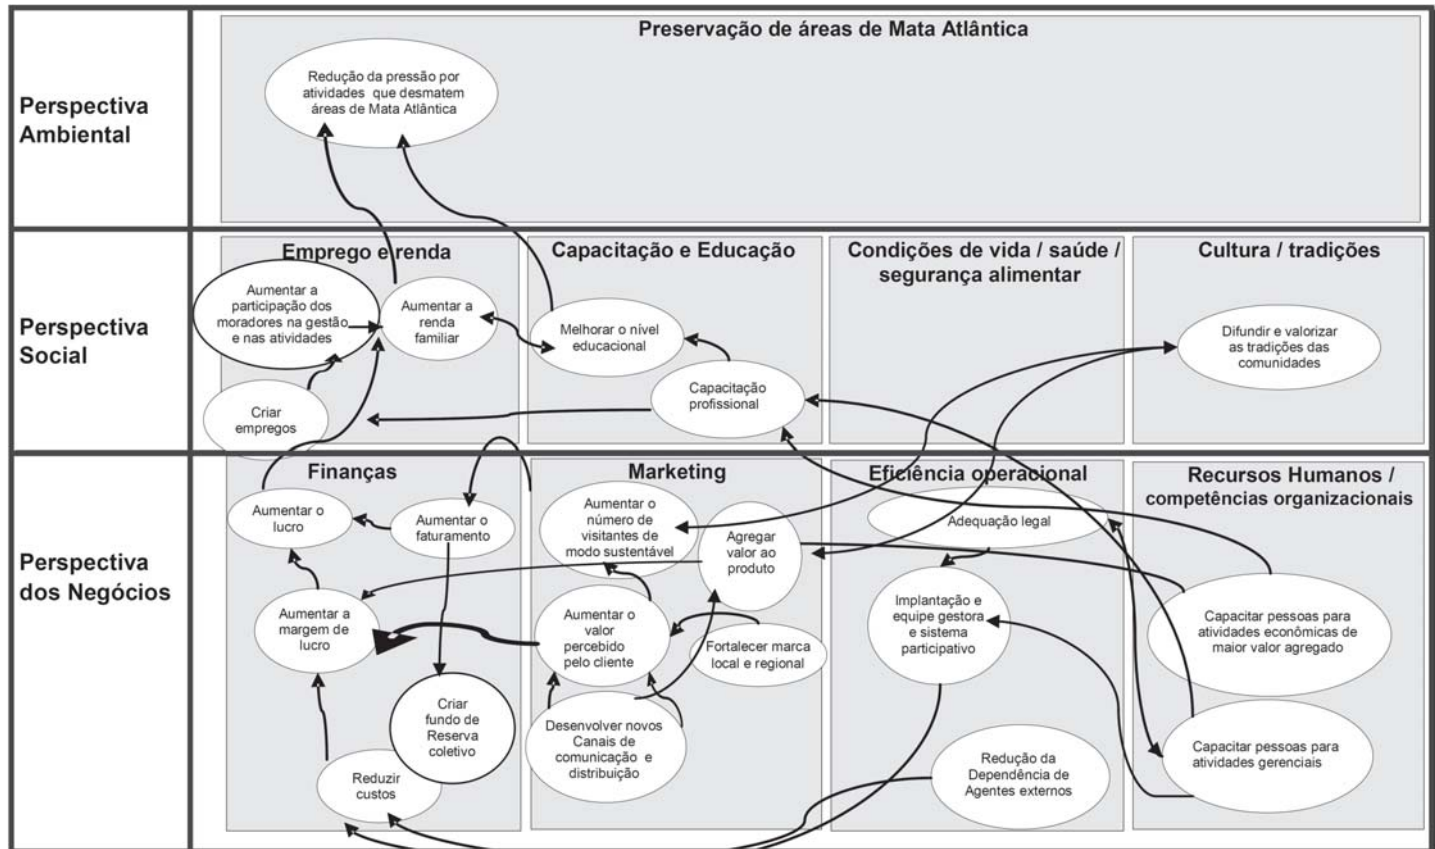 Preservação de áreas de Mata Atlântica
Redução da pressão por
atividades que desmatem
áreas de Mata Atlântica
Perspectiva
Ambiental
Emprego e renda
Capacitação e Educação
Condições de vida / saúde /
segurança alimentar
Cultura / tradições
Perspectiva
Social
Aumentar a
participação dos
moradores na gestão
e nas atividades
Aumentar a
renda
familiar
Melhorar o nível
educacional
Difundir e valorizar
as tradições das
comunidades
Criar
empregos
Capacitação
profissional
Finanças
Marketing
Eficiência operacional
Recursos Humanos /
competências organizacionais
Perspectiva
dos Negócios
Aumentar o
lucro
Aumentar o
faturamento
Aumentar o
número de
visitantes de
modo sustentável
Agregar
valor ao
produto
Adequação legal
Aumentar a
margem de
lucro
Aumentar o
valor
percebido
pelo cliente
Fortalecer marca
local e regional
Implantação e
equipe gestora
e sistema
participativo
Capacitar pessoas para
atividades econômicas de
maior valor agregado
Criar
fundo de
Reserva
coletivo
Desenvolver novos
Canais de
comunicação e
distribuição
Reduzir
custos
Redução da
Dependência de
Agentes externos
Capacitar pessoas para
atividades gerenciais